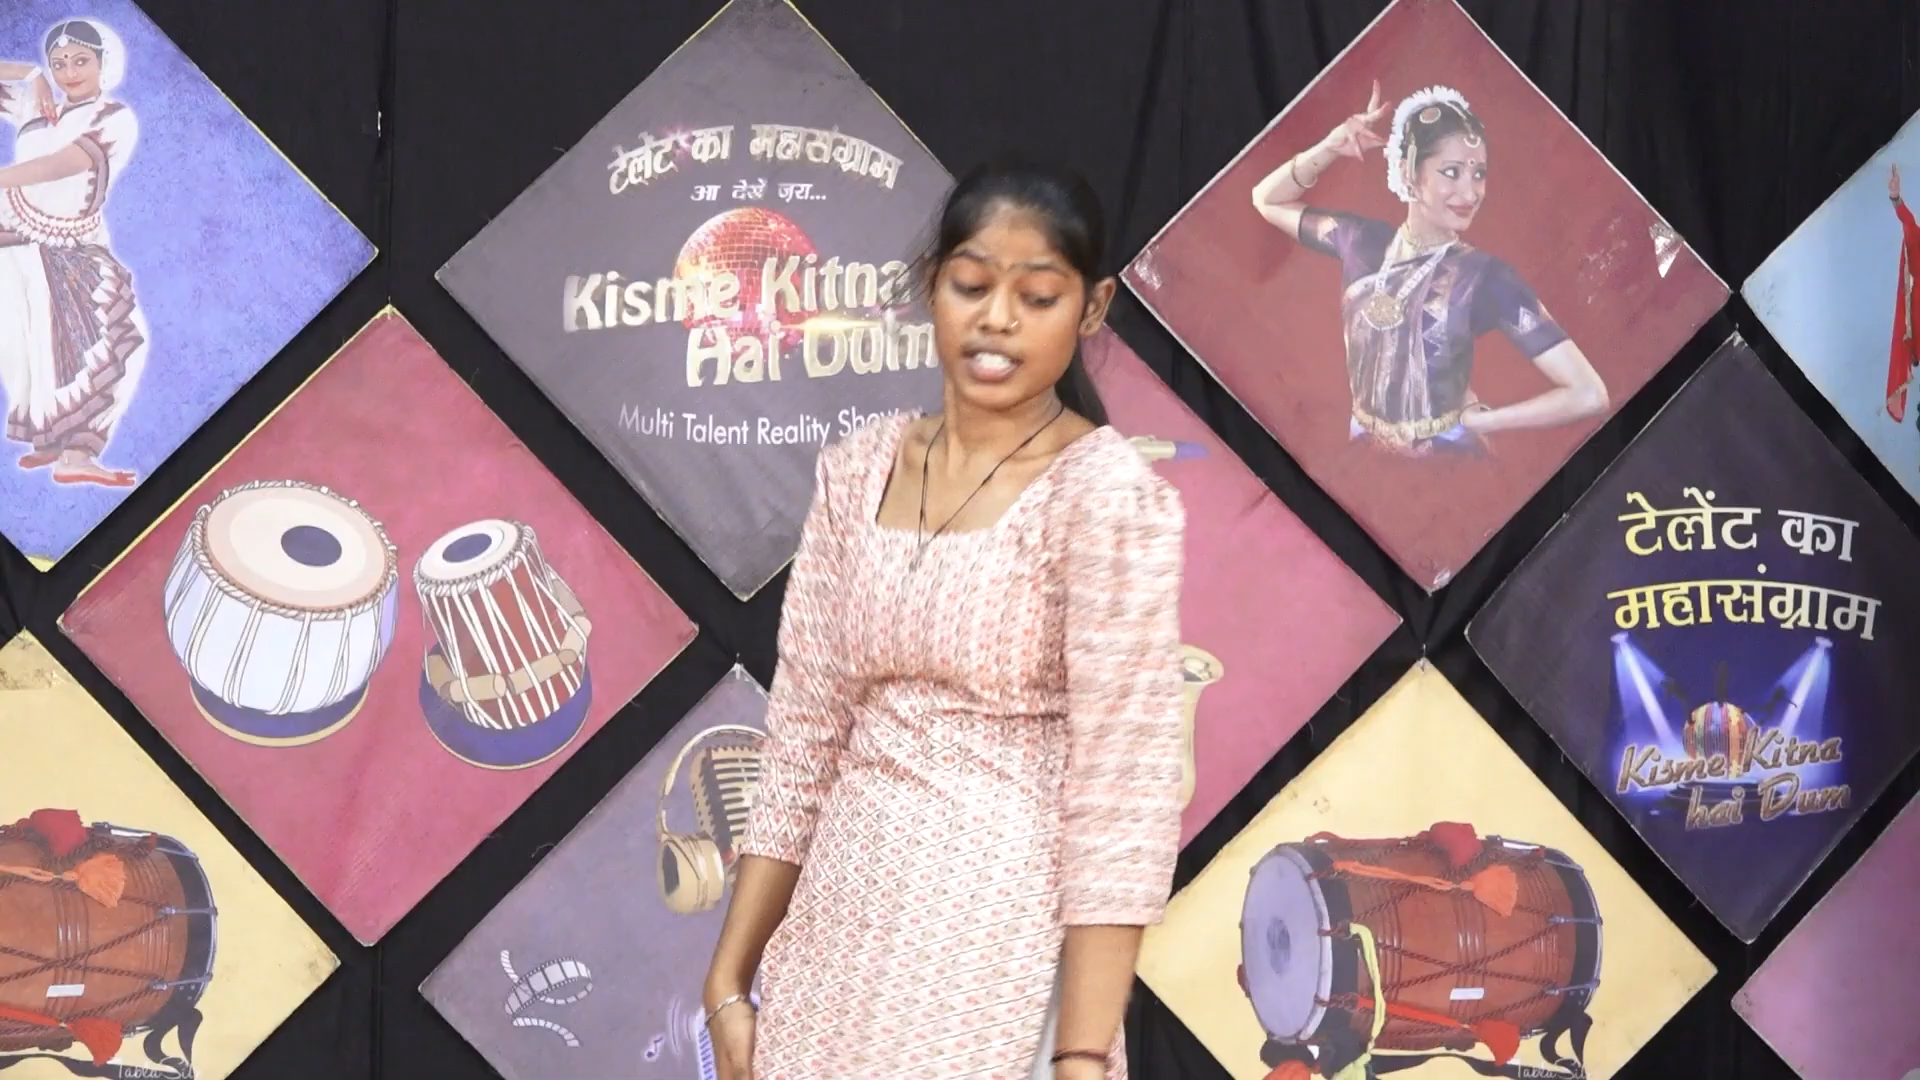 टेलेंट का महासंग्राम
आ देखें ज़रा...
Kisme Kitna
Hai Dum
Multi Talent Reality Show
टेलेंट का
महासंग्राम
Kisme Kitna
hai Dum